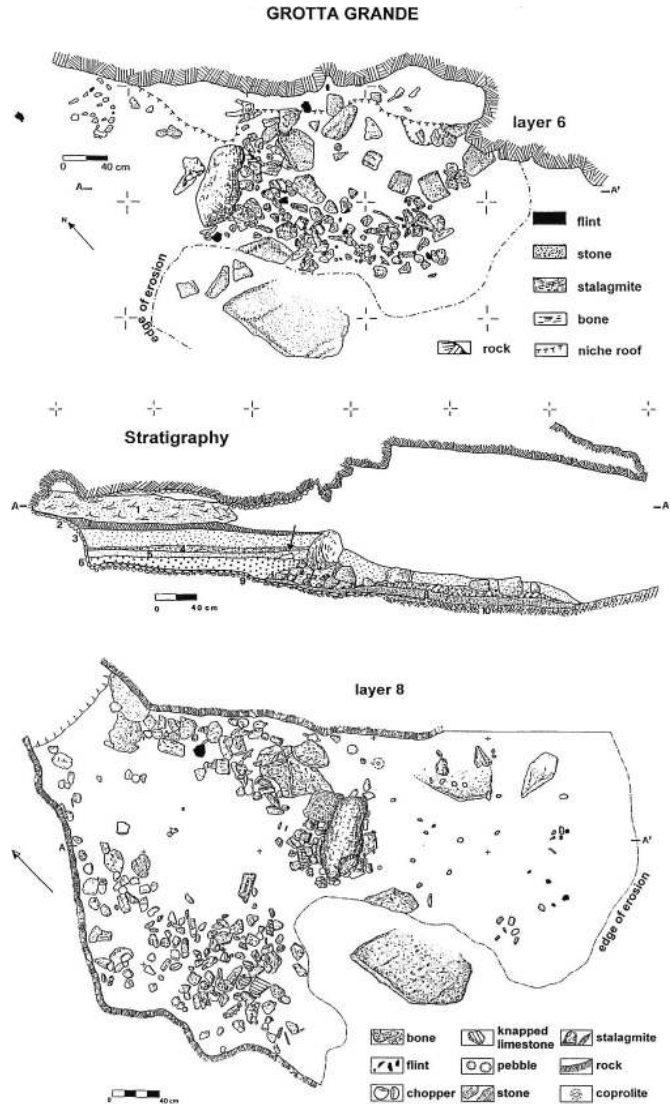 GROTTA GRANDE
layer 6
0 40 cm
A
A'
N
flint
stone
stalagmite
bone
rock
niche roof
edge of erosion
Stratigraphy
A
1
A
2
3
4
5
6
9
10
0 40 cm
layer 8
A
A'
edge of erosion
bone
knapped limestone
stalagmite
flint
pebble
rock
chopper
stone
coprolite
0 40 cm